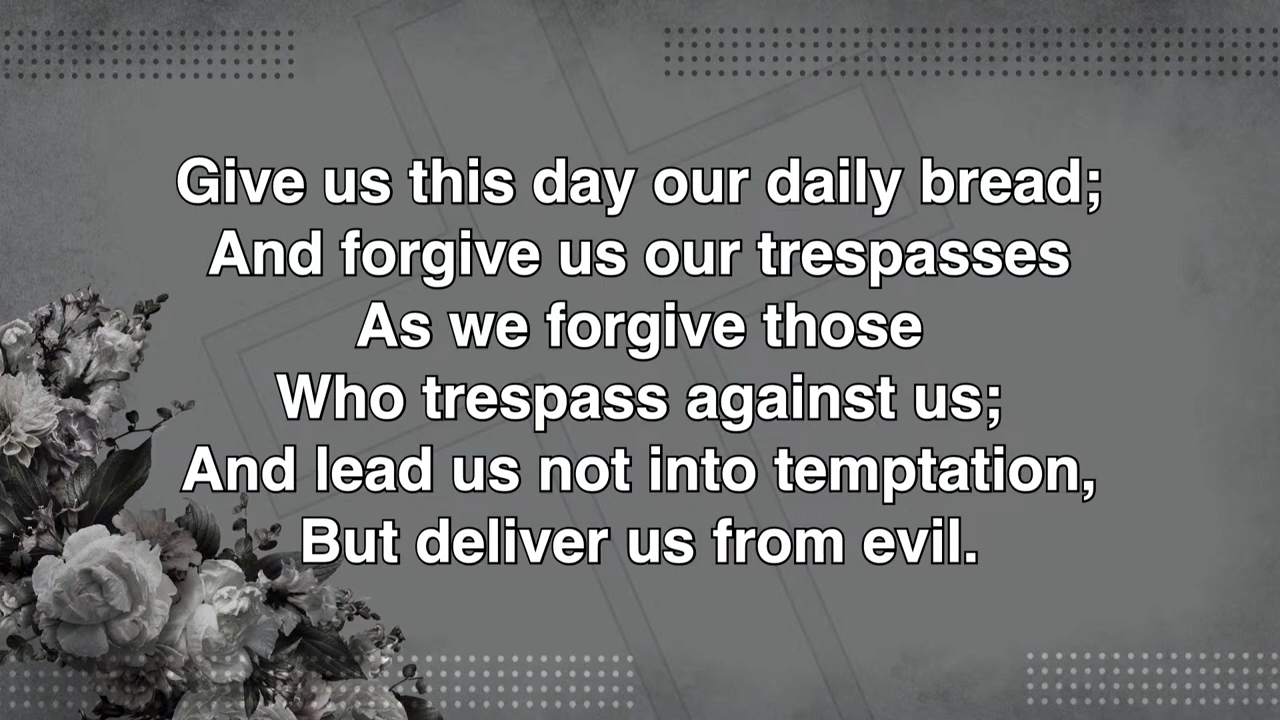 Give us this day our daily bread;
And forgive us our trespasses
As we forgive those
Who trespass against us;
And lead us not into temptation,
But deliver us from evil.